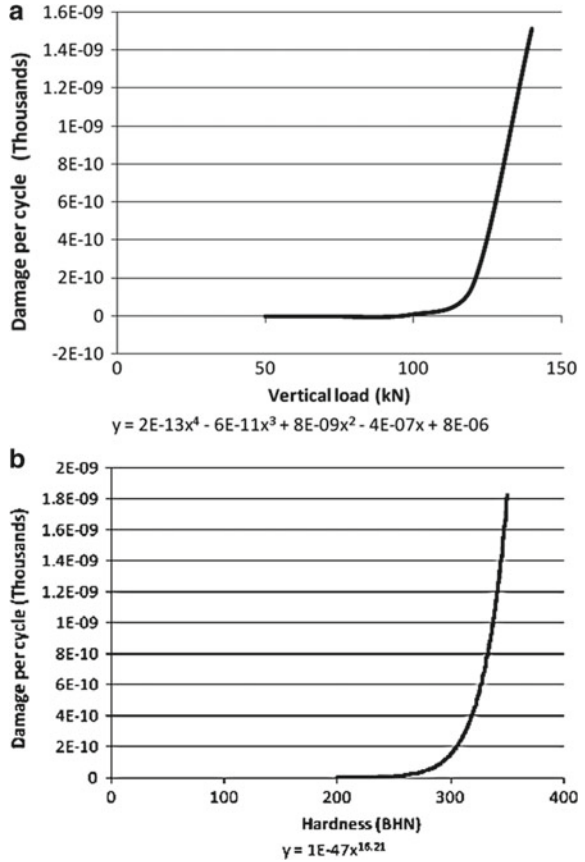 a
1.6E-09
1.4E-09
1.2E-09
1E-09
8E-10
6E-10
4E-10
2E-10
0
-2E-10
Damage per cycle (Thousands)
0
50
100
150
Vertical load (kN)
y = 2E-13x⁴ - 6E-11x³ + 8E-09x² - 4E-07x + 8E-06
b
2E-09
1.8E-09
1.6E-09
1.4E-09
1.2E-09
1E-09
8E-10
6E-10
4E-10
2E-10
0
Damage per cycle (Thousands)
0
100
200
300
400
Hardness (BHN)
y = 1E-47x¹⁶·²¹